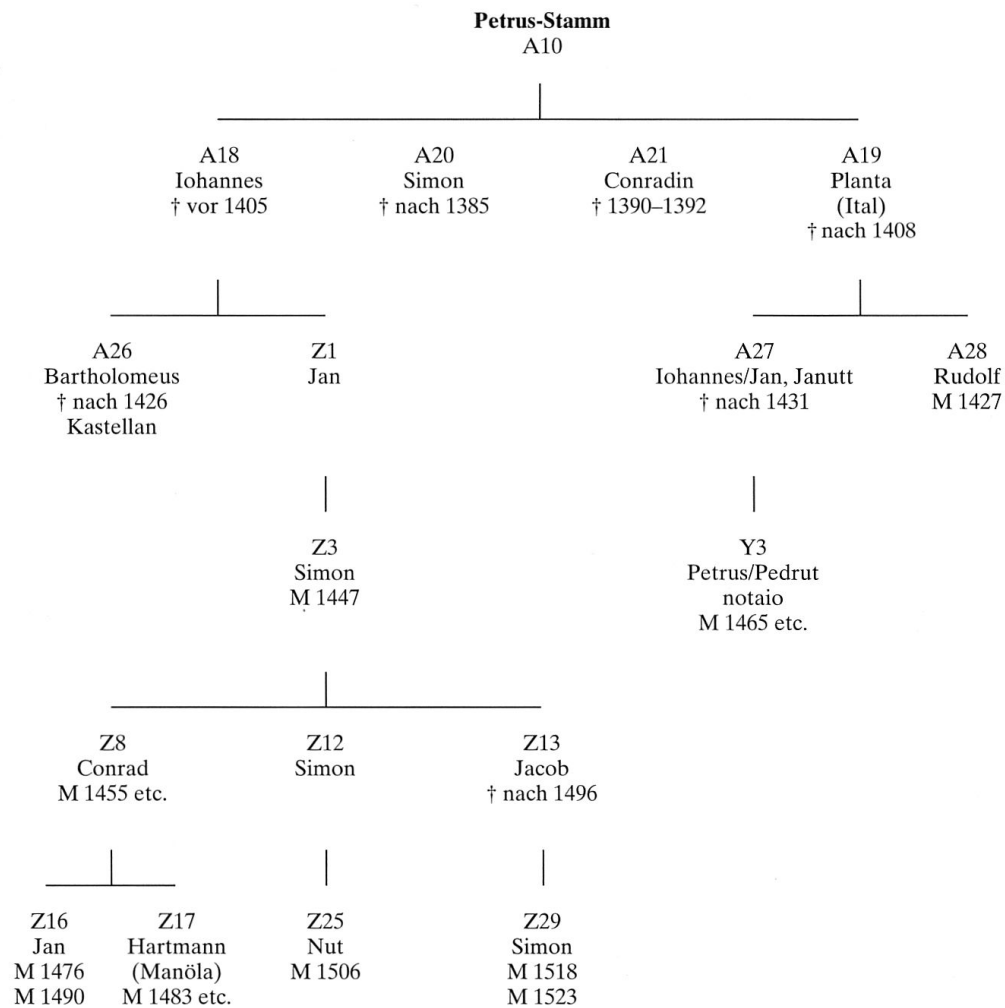 Petrus-Stamm
A10
A18
Iohannes
† vor 1405
A20
Simon
† nach 1385
A21
Conradin
† 1390–1392
A19
Planta
(Ital)
† nach 1408
A26
Bartholomeus
† nach 1426
Kastellan
Z1
Jan
A27
Iohannes/Jan, Janutt
† nach 1431
A28
Rudolf
M 1427
Z3
Simon
M 1447
Y3
Petrus/Pedrut
notaio
M 1465 etc.
Z8
Conrad
M 1455 etc.
Z12
Simon
Z13
Jacob
† nach 1496
Z16
Jan
M 1476
M 1490
Z17
Hartmann
(Manöla)
M 1483 etc.
Z25
Nut
M 1506
Z29
Simon
M 1518
M 1523